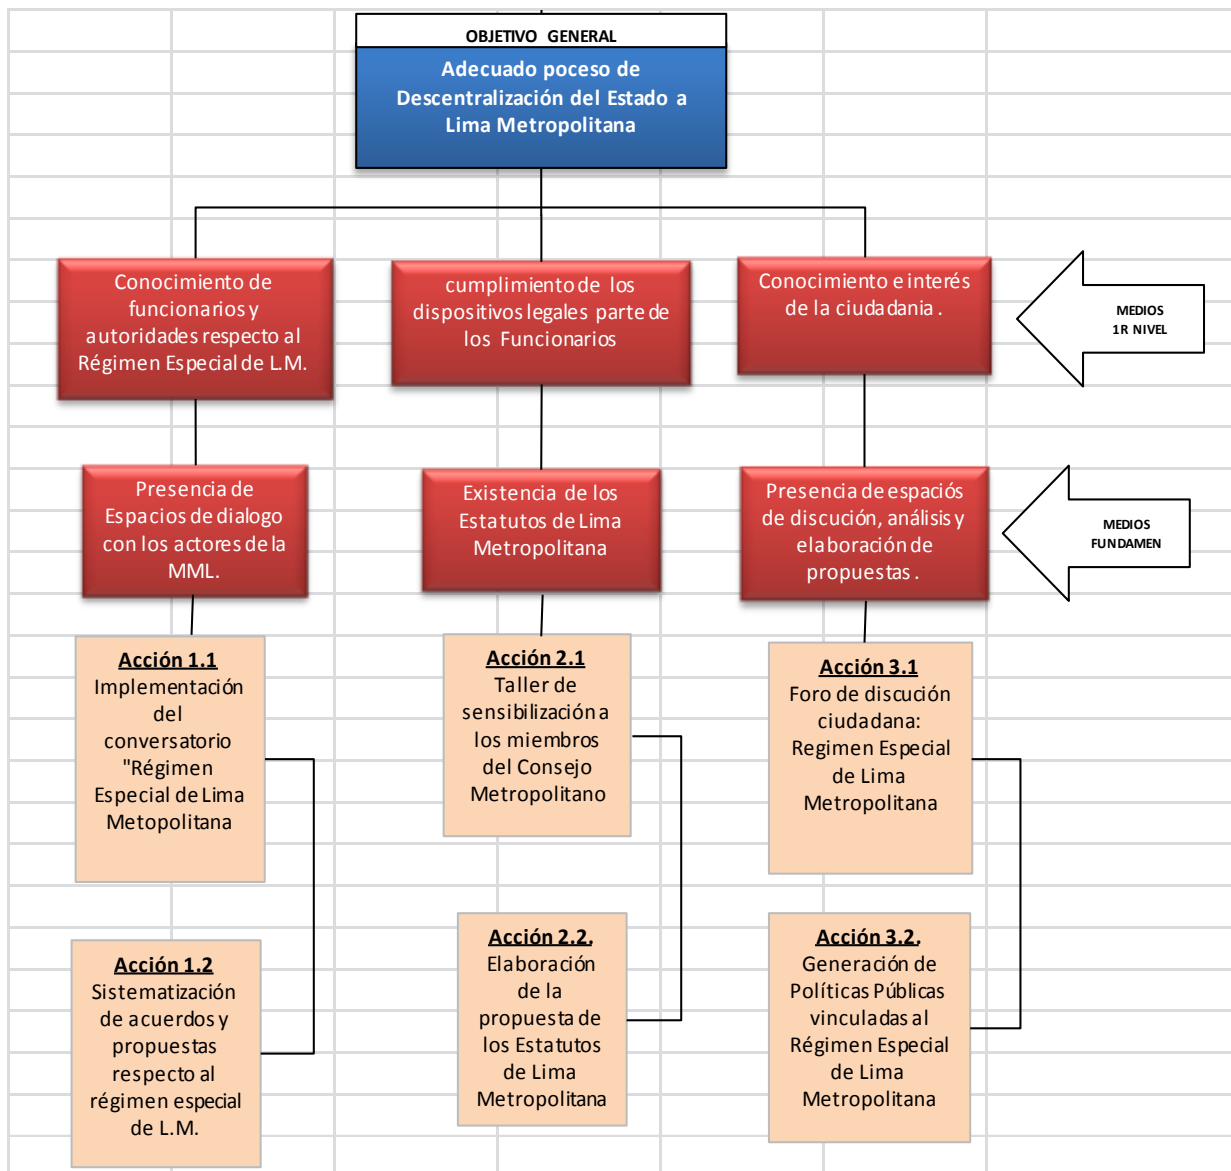 OBJETIVO GENERAL
Adecuado poceso de
Descentralización del Estado a
Lima Metropolitana
Conocimiento de
funcionarios y
autoridades respecto al
Régimen Especial de L.M.
cumplimiento de los
dispositivos legales parte de
los Funcionarios
Conocimiento e interés
de la ciudadania .
MEDIOS
1R NIVEL
Presencia de
Espacios de dialogo
con los actores de la
MML.
Existencia de los
Estatutos de Lima
Metropolitana
Presencia de espaciós
de discución, análisis y
elaboración de
propuestas .
MEDIOS
FUNDAMEN
Acción 1.1
Implementación
del
conversatorio
"Régimen
Especial de Lima
Metopolitana
Acción 2.1
Taller de
sensibilización a
los miembros
del Consejo
Metropolitano
Acción 3.1
Foro de discución
ciudadana:
Regimen Especial
de Lima
Metropolitana
Acción 1.2
Sistematización
de acuerdos y
propuestas
respecto al
régimen especial
de L.M.
Acción 2.2.
Elaboración
de la
propuesta de
los Estatutos
de Lima
Metropolitana
Acción 3.2.
Generación de
Políticas Públicas
vinculadas al
Régimen Especial
de Lima
Metropolitana